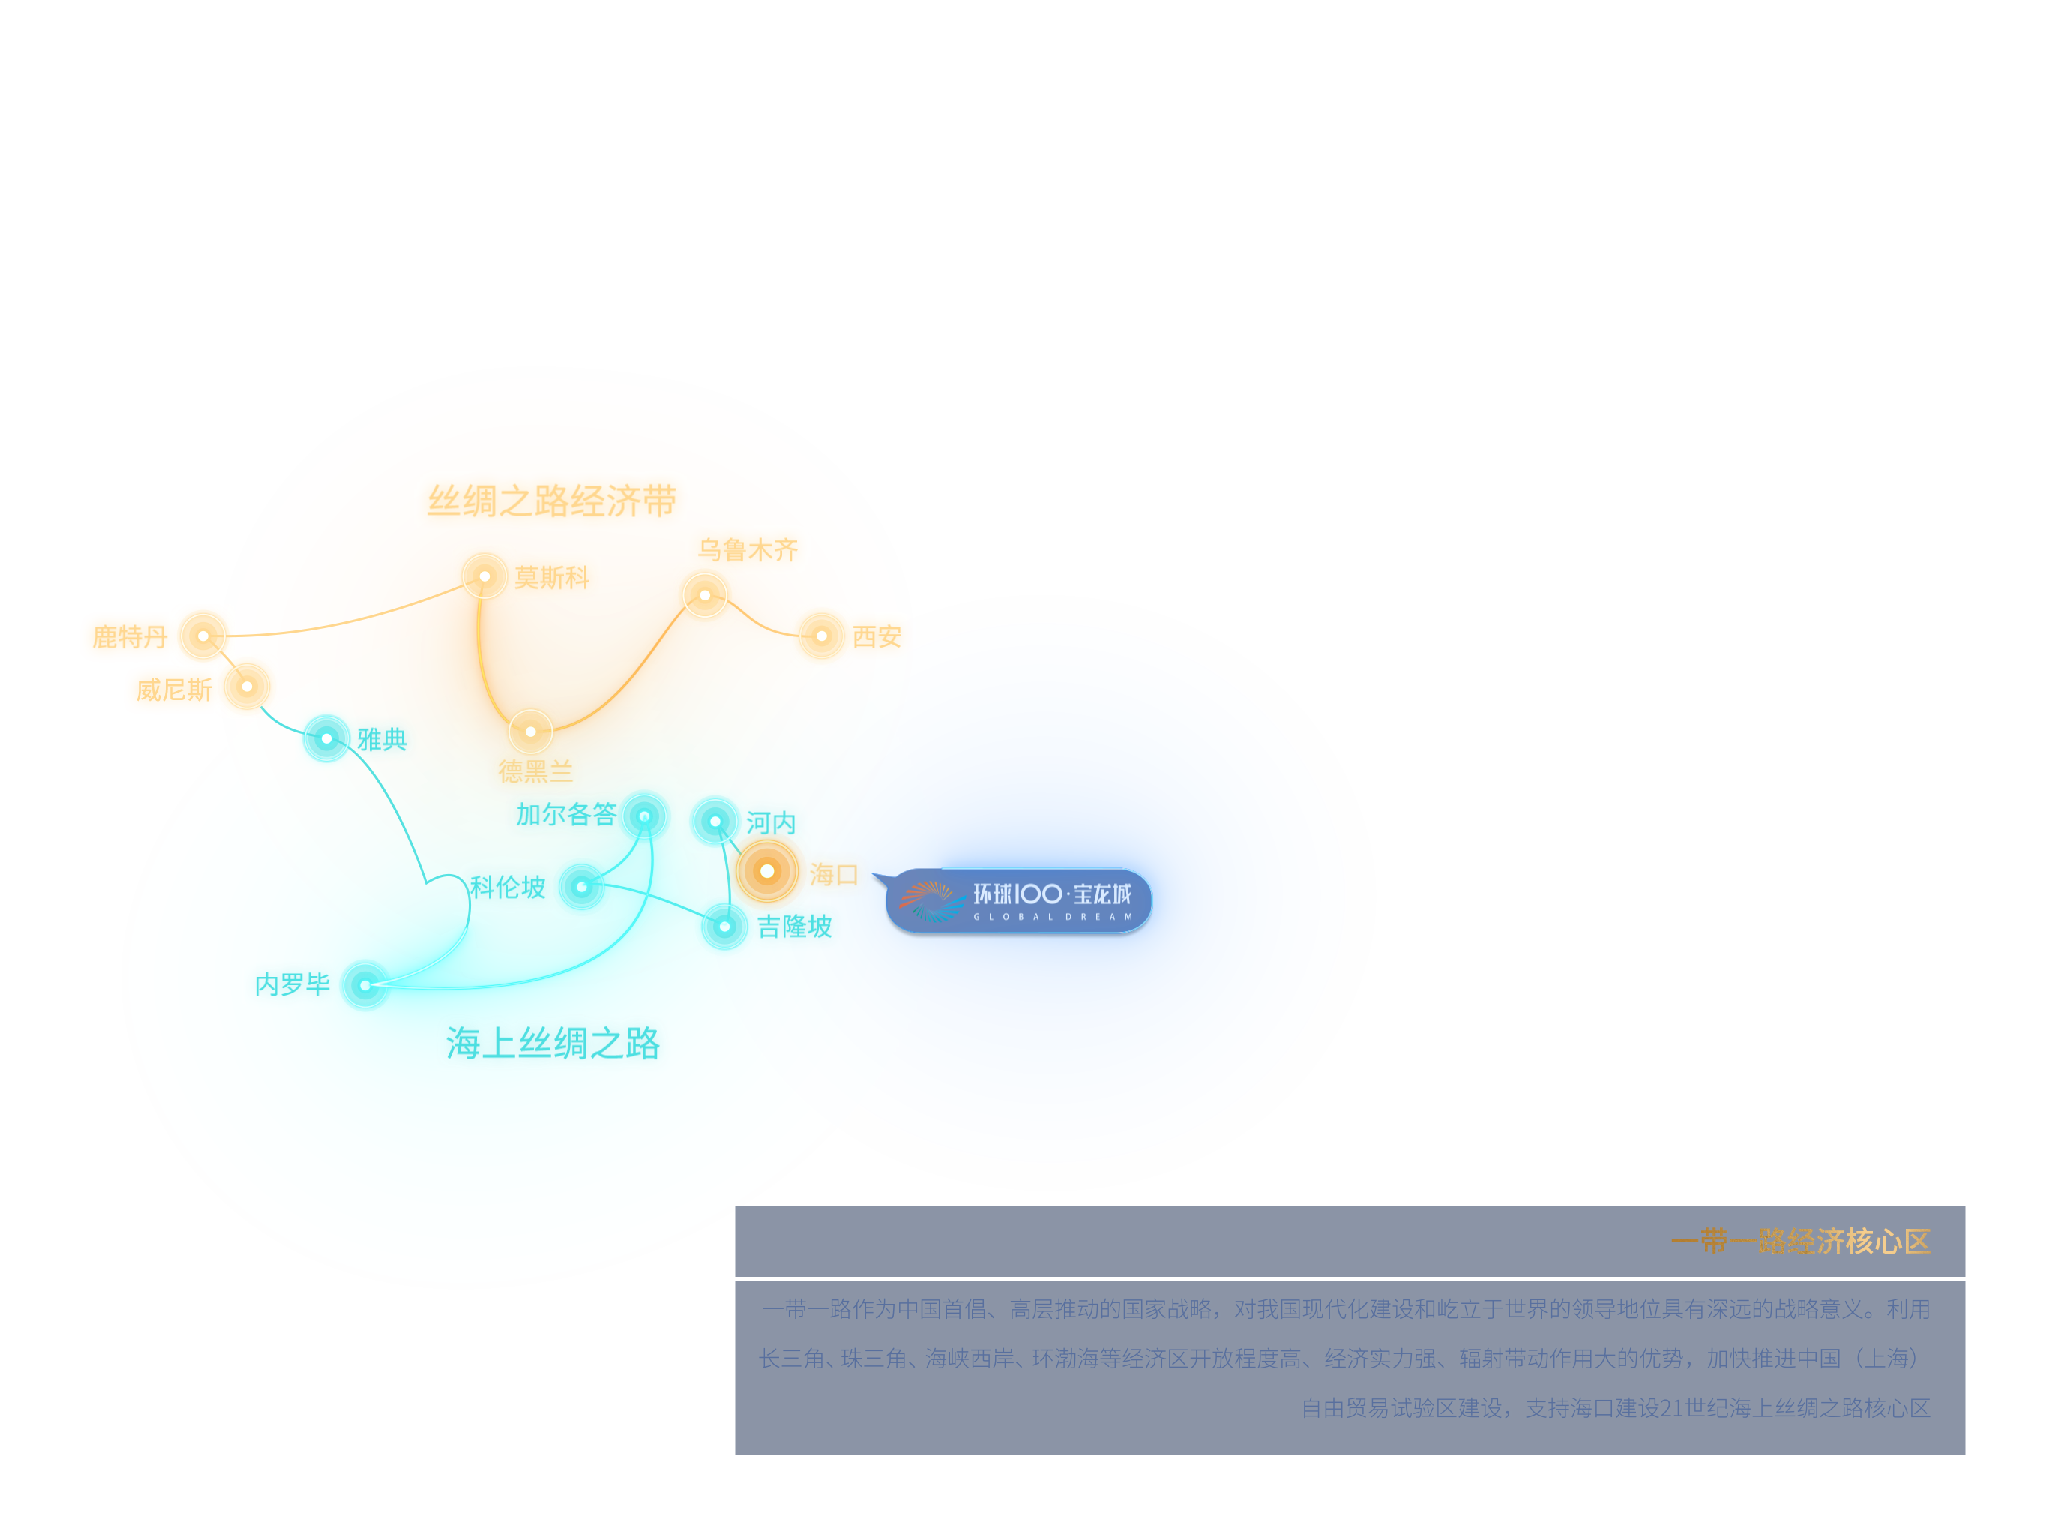 丝绸之路经济带
乌鲁木齐
莫斯科
鹿特丹
西安
威尼斯
雅典
德黑兰
加尔各答
河内
海口
科伦坡
环球100·宝龙城
GLOBAL DREAM
吉隆坡
内罗毕
海上丝绸之路
一带一路经济核心区
一带一路作为中国首倡、高层推动的国家战略，对我国现代化建设和屹立于世界的领导地位具有深远的战略意义。利用
长三角、珠三角、海峡西岸、环渤海等经济区开放程度高、经济实力强、辐射带动作用大的优势，加快推进中国（上海）
自由贸易试验区建设，支持海口建设21世纪海上丝绸之路核心区